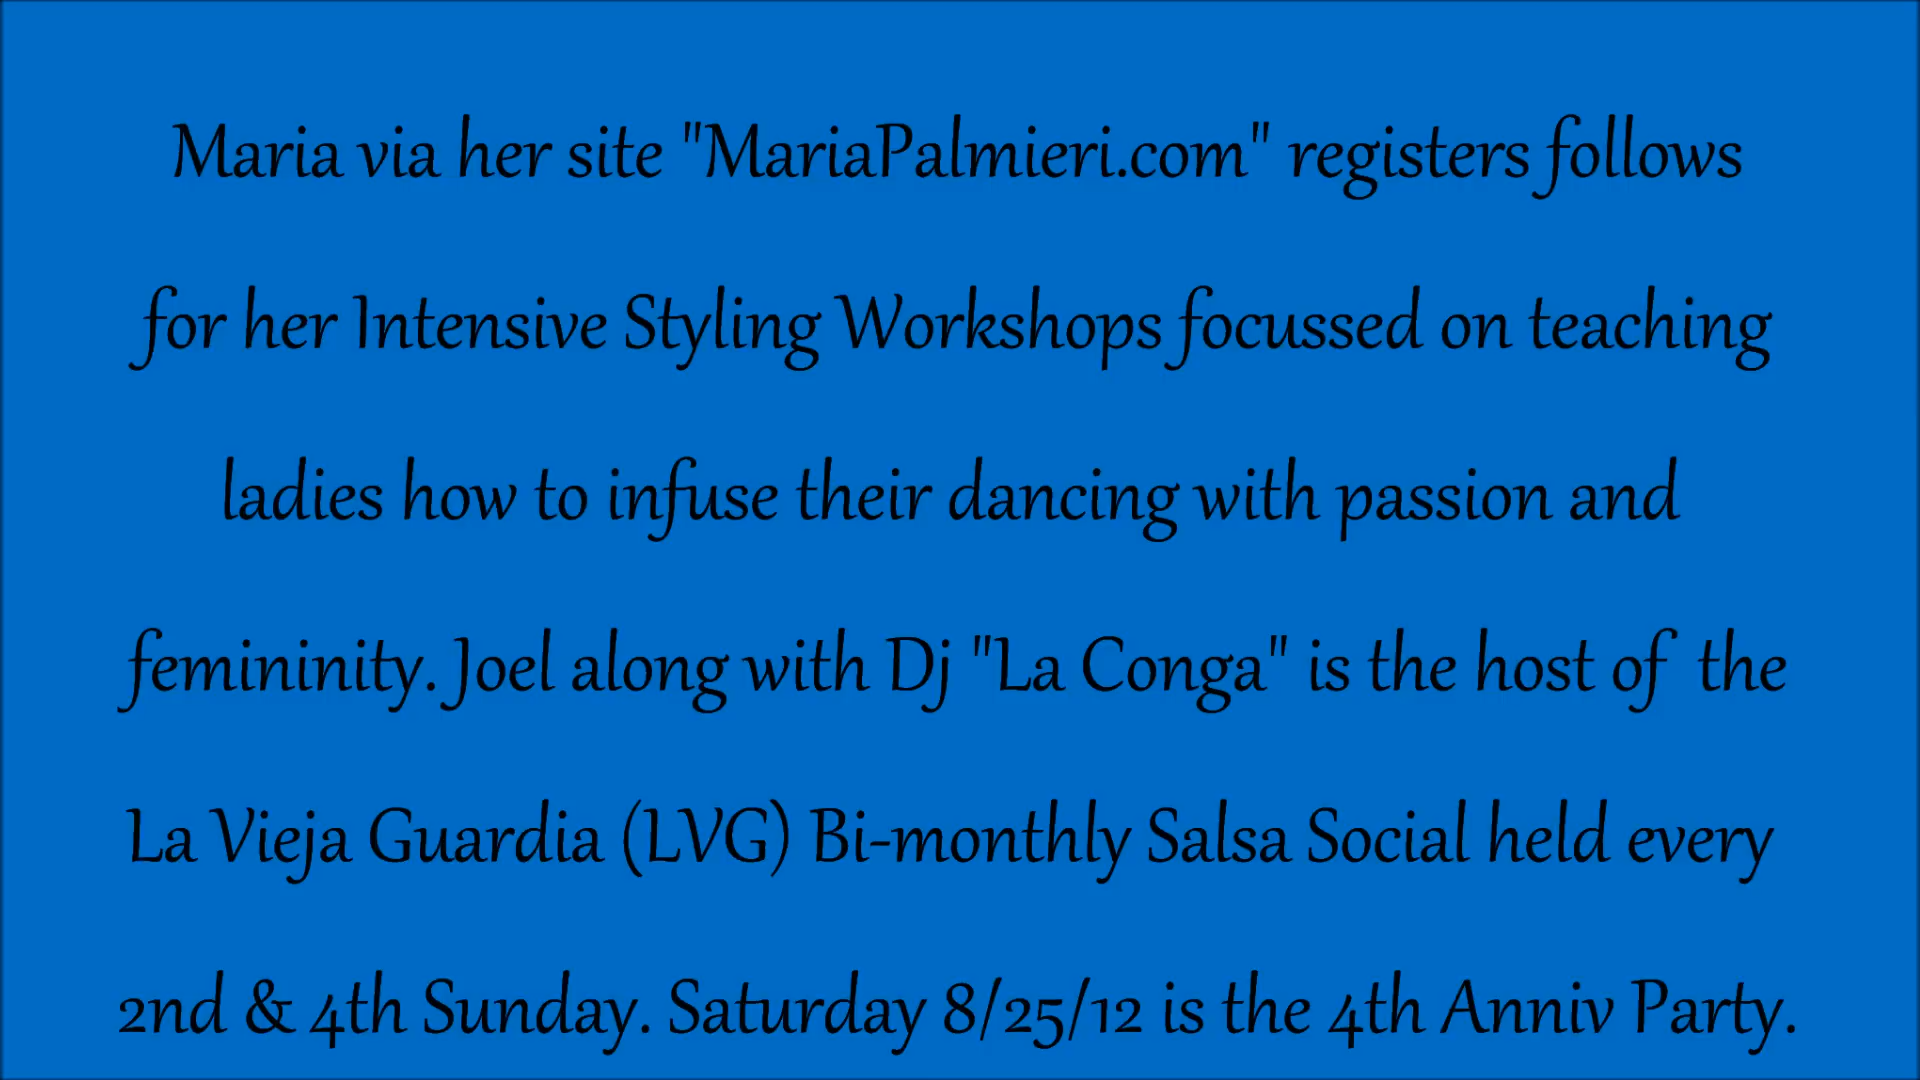 Maria via her site "MariaPalmieri.com" registers follows
for her Intensive Styling Workshops focussed on teaching
ladies how to infuse their dancing with passion and
femininity. Joel along with Dj "La Conga" is the host of  the
La Vieja Guardia (LVG) Bi-monthly Salsa Social held every
2nd & 4th Sunday. Saturday 8/25/12 is the 4th Anniv Party.